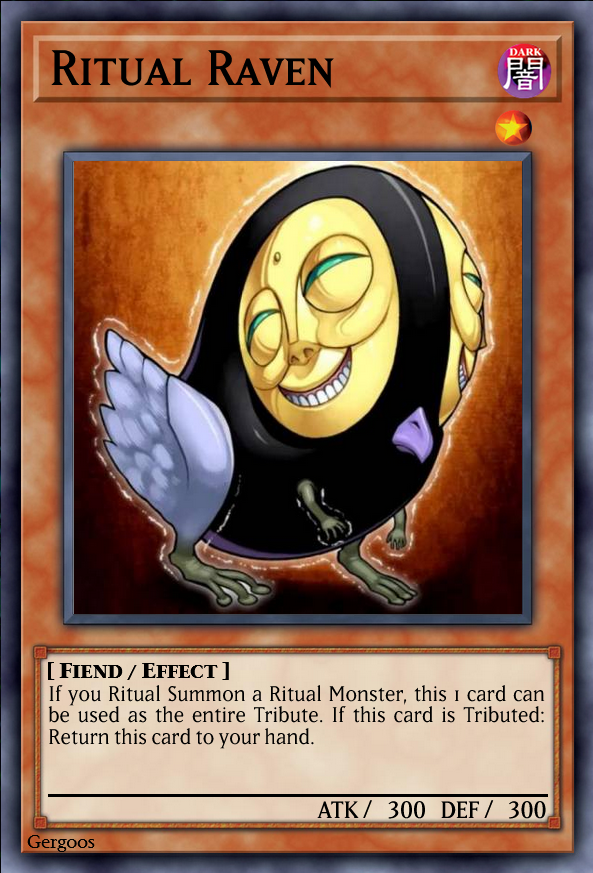 Ritual Raven
DARK
闇
[ Fiend / Effect ]
If you Ritual Summon a Ritual Monster, this 1 card can
be used as the entire Tribute. If this card is Tributed:
Return this card to your hand.
ATK / 300 DEF / 300
Gergoos